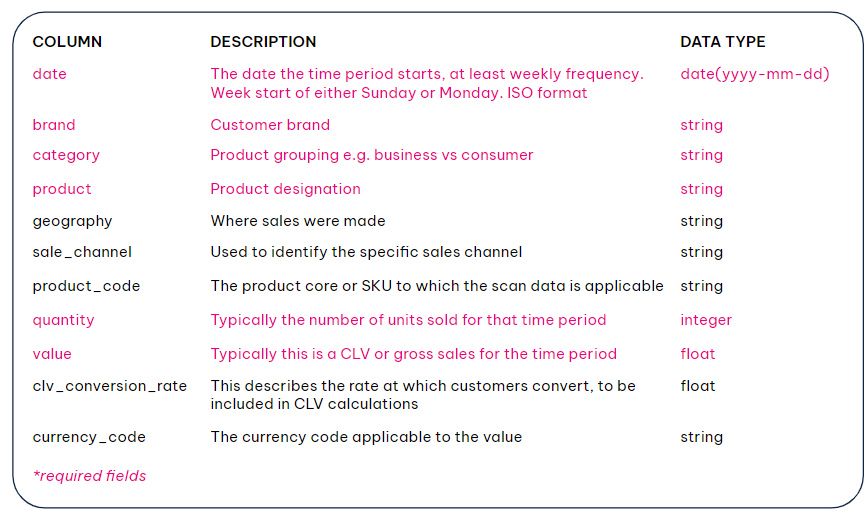 COLUMN DESCRIPTION DATA TYPE
date The date the time period starts, at least weekly frequency. date(yyyy-mm-dd)
Week start of either Sunday or Monday. ISO format
brand Customer brand string
category Product grouping e.g. business vs consumer string
product Product designation string
geography Where sales were made string
sale_channel Used to identify the specific sales channel string
product_code The product core or SKU to which the scan data is applicable string
quantity Typically the number of units sold for that time period integer
value Typically this is a CLV or gross sales for the time period float
clv_conversion_rate This describes the rate at which customers convert, to be float
included in CLV calculations
currency_code The currency code applicable to the value string
*required fields